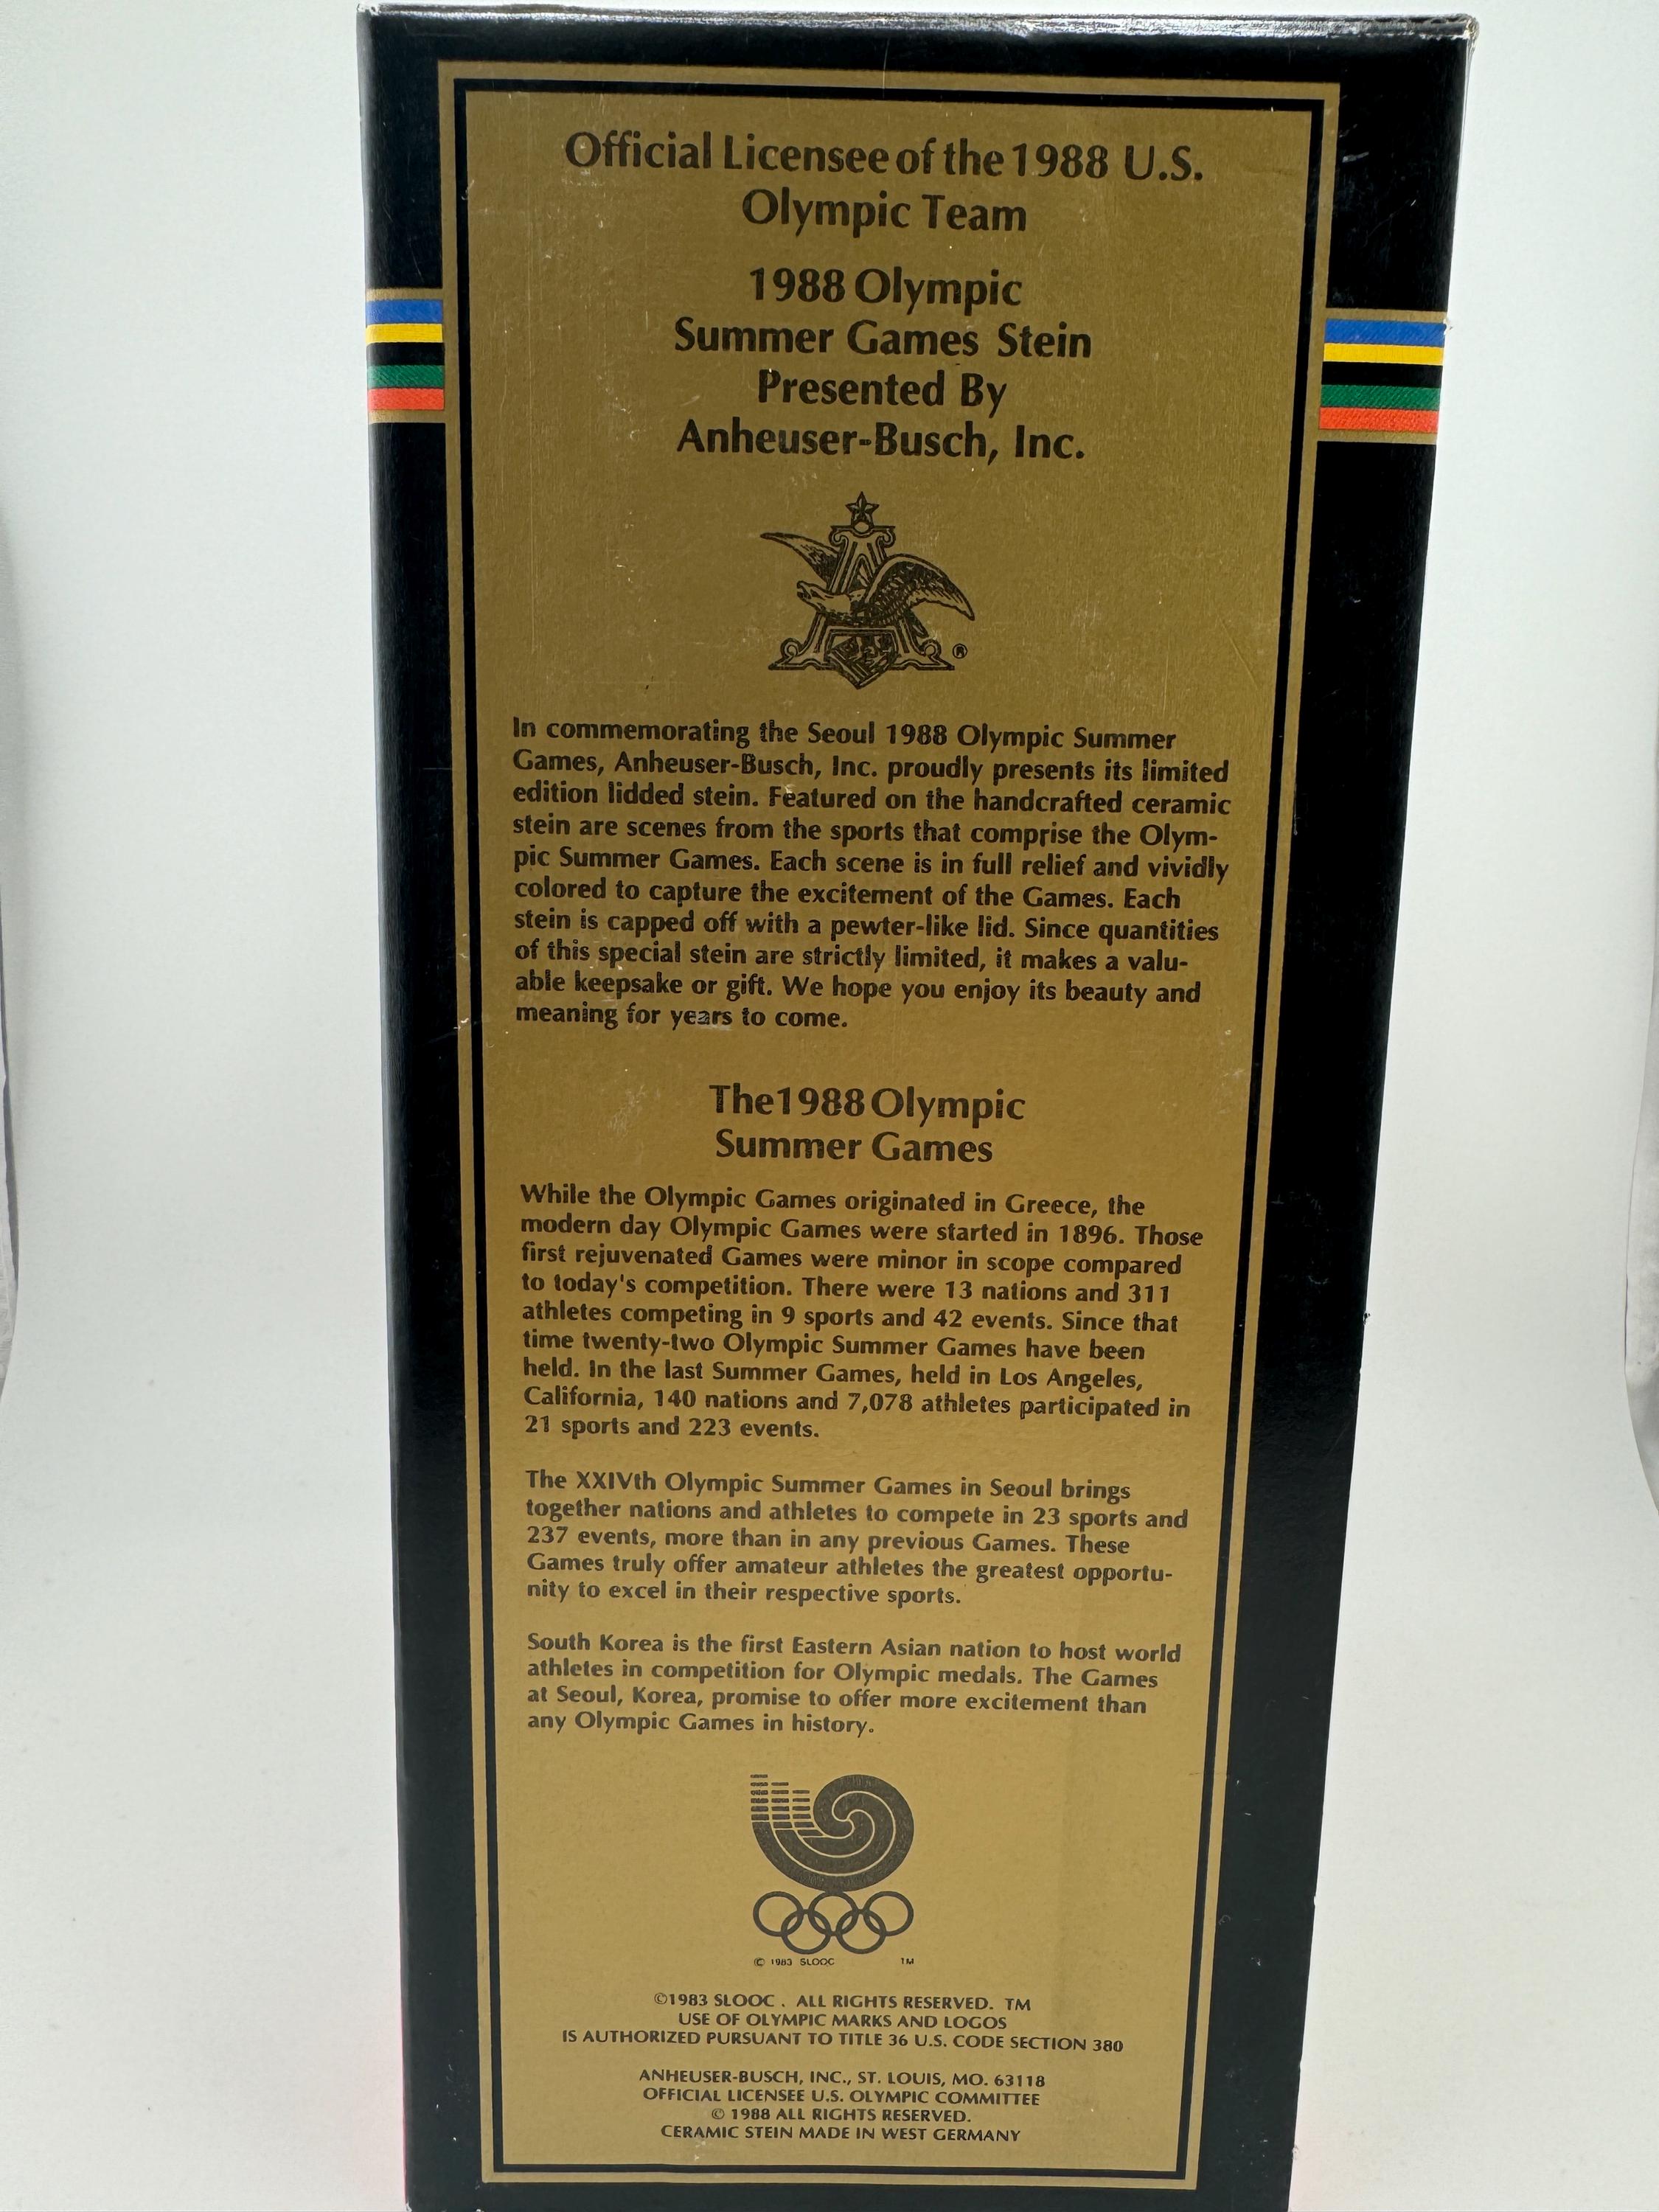 Official Licensee of the 1988 U.S.
Olympic Team
1988 Olympic
Summer Games Stein
Presented By
Anheuser-Busch, Inc.
®
In commemorating the Seoul 1988 Olympic Summer
Games, Anheuser-Busch, Inc. proudly presents its limited
edition lidded stein. Featured on the handcrafted ceramic
stein are scenes from the sports that comprise the Olym-
pic Summer Games. Each scene is in full relief and vividly
colored to capture the excitement of the Games. Each
stein is capped off with a pewter-like lid. Since quantities
of this special stein are strictly limited, it makes a valu-
able keepsake or gift. We hope you enjoy its beauty and
meaning for years to come.
The 1988 Olympic
Summer Games
While the Olympic Games originated in Greece, the
modern day Olympic Games were started in 1896. Those
first rejuvenated Games were minor in scope compared
to today's competition. There were 13 nations and 311
athletes competing in 9 sports and 42 events. Since that
time twenty-two Olympic Summer Games have been
held. In the last Summer Games, held in Los Angeles,
California, 140 nations and 7,078 athletes participated in
21 sports and 223 events.
The XXIVth Olympic Summer Games in Seoul brings
together nations and athletes to compete in 23 sports and
237 events, more than in any previous Games. These
Games truly offer amateur athletes the greatest opportu-
nity to excel in their respective sports.
South Korea is the first Eastern Asian nation to host world
athletes in competition for Olympic medals. The Games
at Seoul, Korea, promise to offer more excitement than
any Olympic Games in history.
© 1983 SLOOC TM
©1983 SLOOC . ALL RIGHTS RESERVED. TM
USE OF OLYMPIC MARKS AND LOGOS
IS AUTHORIZED PURSUANT TO TITLE 36 U.S. CODE SECTION 380
ANHEUSER-BUSCH, INC., ST. LOUIS, MO. 63118
OFFICIAL LICENSEE U.S. OLYMPIC COMMITTEE
© 1988 ALL RIGHTS RESERVED.
CERAMIC STEIN MADE IN WEST GERMANY